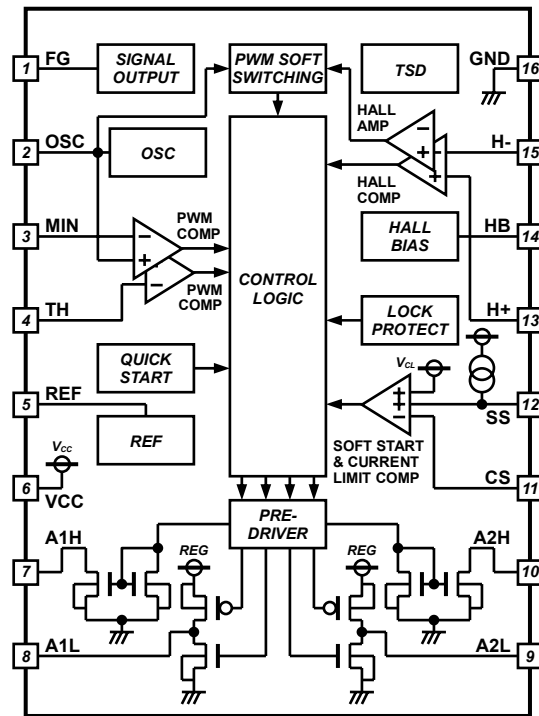 1
FG
SIGNAL
OUTPUT
PWM SOFT
SWITCHING
TSD
GND
16
2
OSC
OSC
HALL
AMP
−
+
−
+
HALL
COMP
H-
15
3
MIN
−
+
PWM
COMP
−
PWM
COMP
CONTROL
LOGIC
HALL
BIAS
HB
14
4
TH
LOCK
PROTECT
H+
13
QUICK
START
VCL
+
+
−
SS
12
5
REF
REF
SOFT START
& CURRENT
LIMIT COMP
CS
11
VCC
6
VCC
PRE-
DRIVER
7
A1H
REG
REG
A2H
10
8
A1L
A2L
9